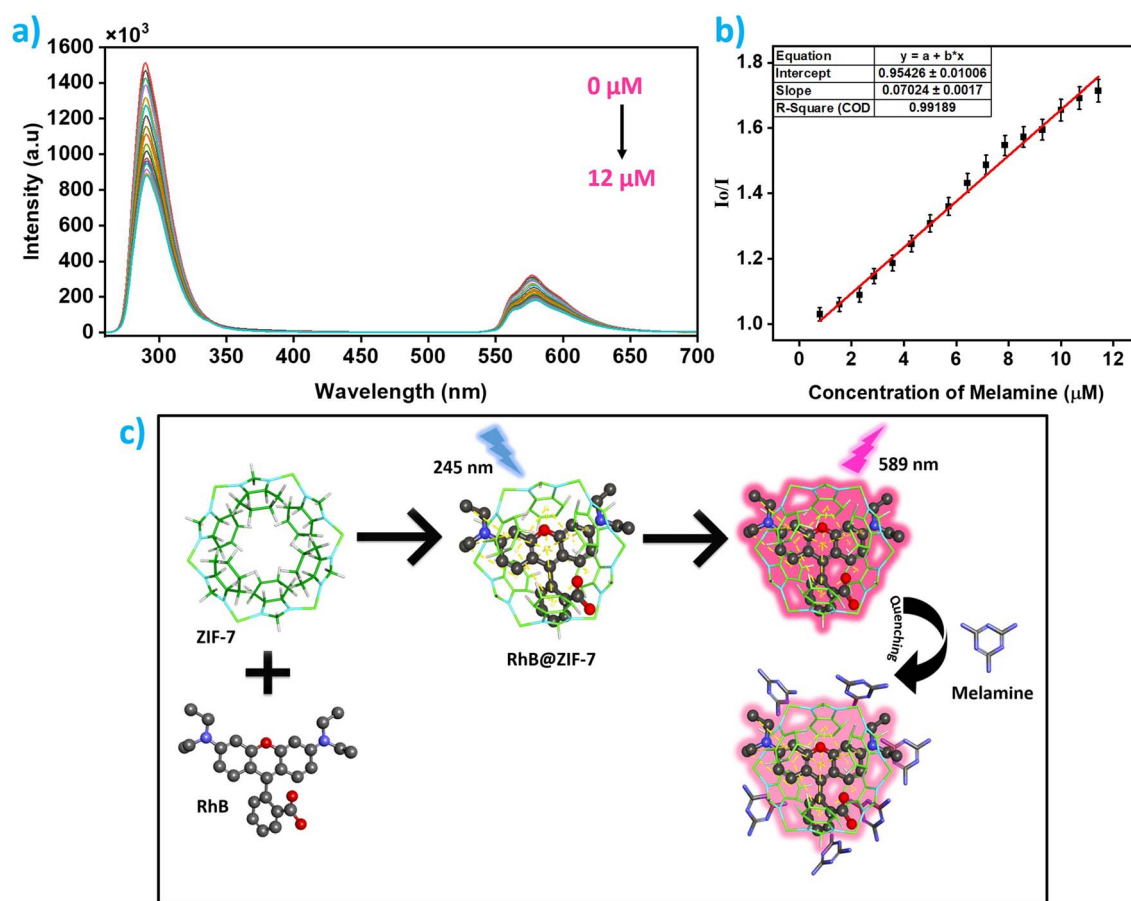 a)
×10³
1600
1400
1200
1000
800
600
400
200
0
Intensity (a.u)
0 µM
12 µM
300 350 400 450 500 550 600 650 700
Wavelength (nm)
b)
1.8
1.6
1.4
1.2
1.0
Io/I
Equation y = a + b*x
Intercept 0.95426 ± 0.01006
Slope 0.07024 ± 0.0017
R-Square (COD 0.99189
0 2 4 6 8 10 12
Concentration of Melamine (µM)
c)
245 nm
589 nm
ZIF-7
RhB@ZIF-7
Quenching
Melamine
RhB